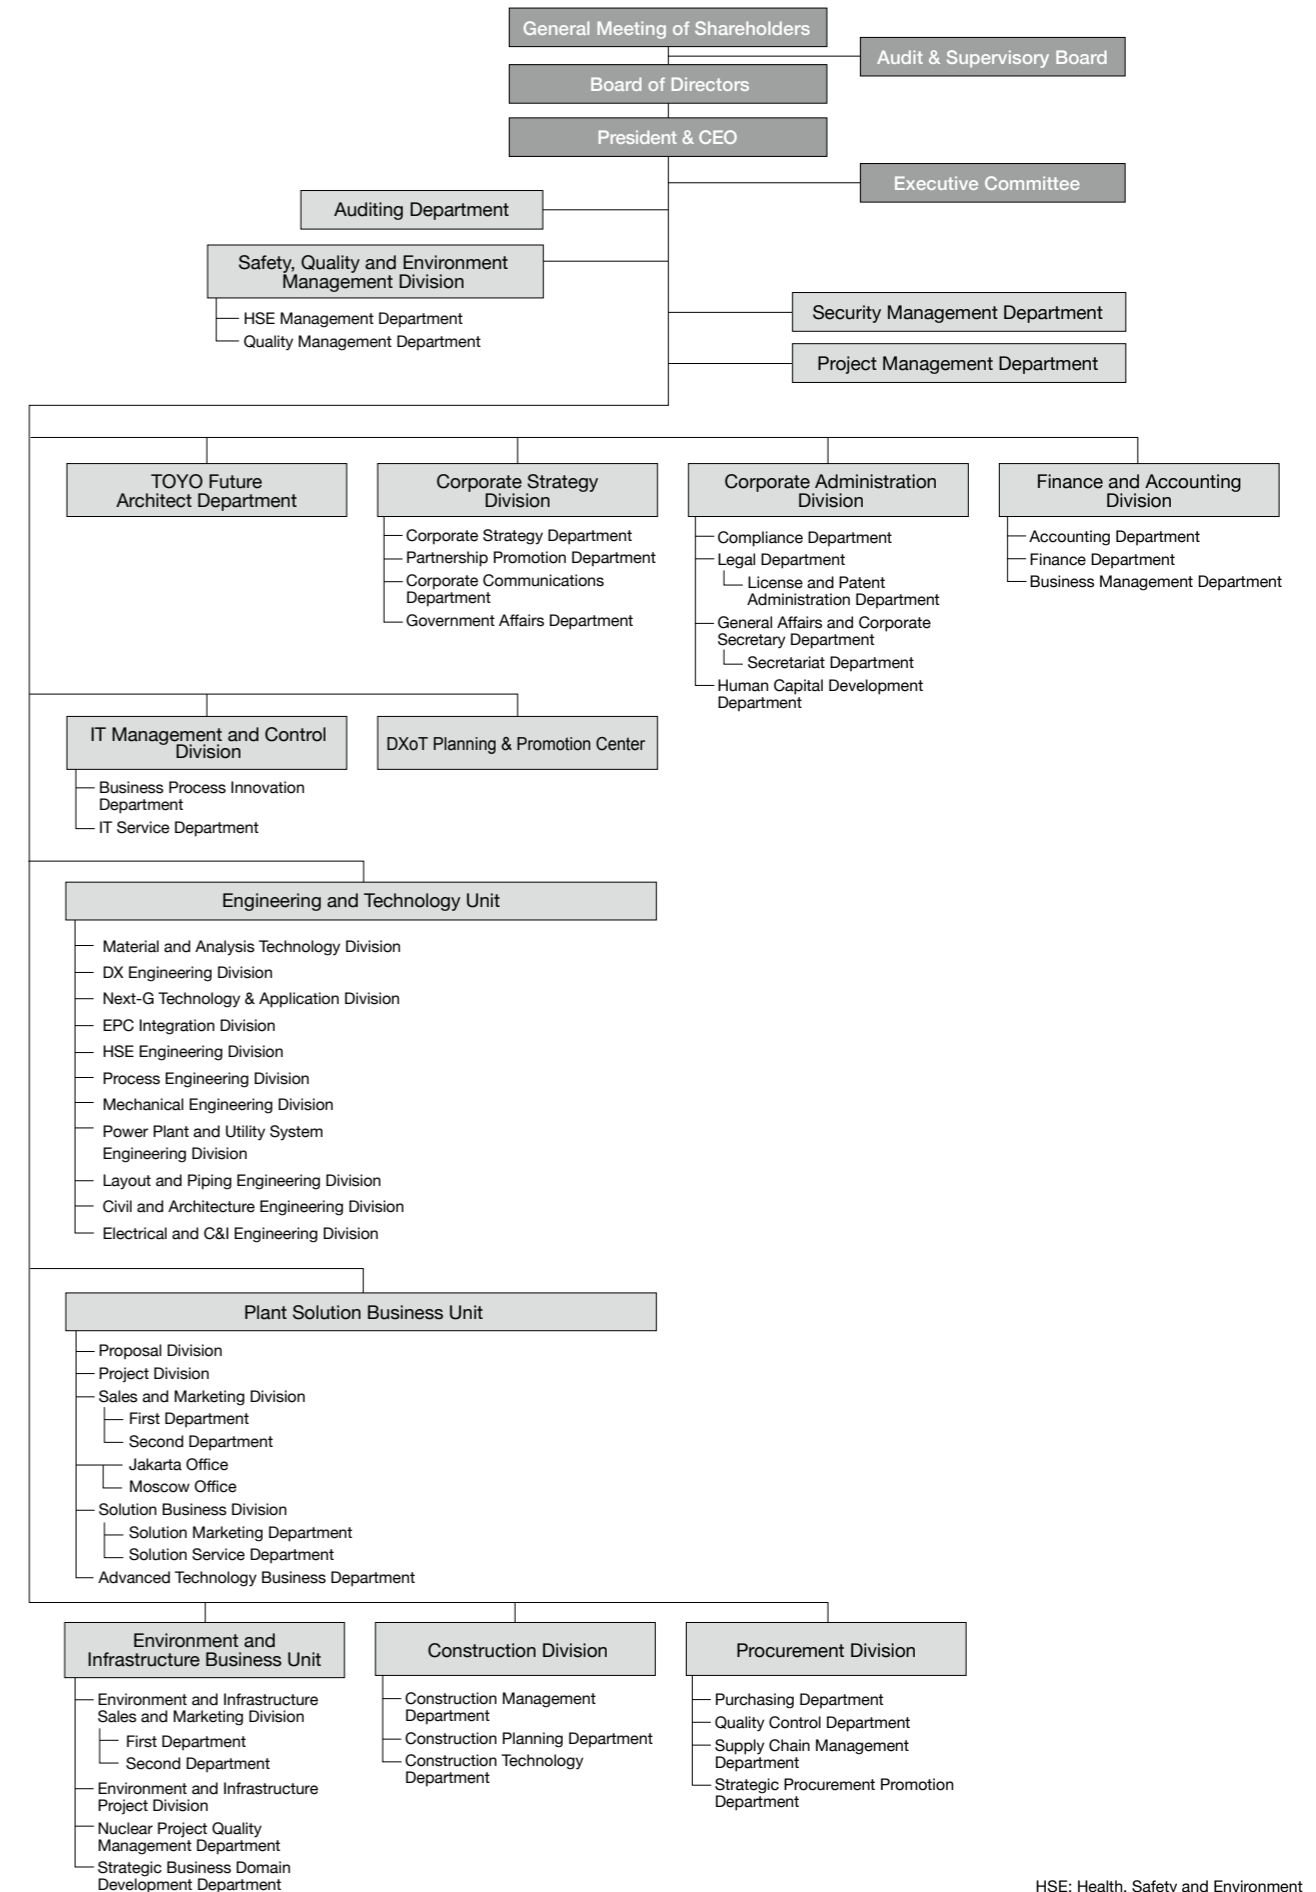 General Meeting of Shareholders
Audit & Supervisory Board
Board of Directors
President & CEO
Executive Committee
Auditing Department
Safety, Quality and Environment
Management Division
HSE Management Department
Quality Management Department
Security Management Department
Project Management Department
TOYO Future
Architect Department
Corporate Strategy
Division
Corporate Strategy Department
Partnership Promotion Department
Corporate Communications
Department
Government Affairs Department
Corporate Administration
Division
Compliance Department
Legal Department
License and Patent
Administration Department
General Affairs and Corporate
Secretary Department
Secretariat Department
Human Capital Development
Department
Finance and Accounting
Division
Accounting Department
Finance Department
Business Management Department
IT Management and Control
Division
Business Process Innovation
Department
IT Service Department
DXoT Planning & Promotion Center
Engineering and Technology Unit
Material and Analysis Technology Division
DX Engineering Division
Next-G Technology & Application Division
EPC Integration Division
HSE Engineering Division
Process Engineering Division
Mechanical Engineering Division
Power Plant and Utility System
Engineering Division
Layout and Piping Engineering Division
Civil and Architecture Engineering Division
Electrical and C&I Engineering Division
Plant Solution Business Unit
Proposal Division
Project Division
Sales and Marketing Division
First Department
Second Department
Jakarta Office
Moscow Office
Solution Business Division
Solution Marketing Department
Solution Service Department
Advanced Technology Business Department
Environment and
Infrastructure Business Unit
Environment and Infrastructure
Sales and Marketing Division
First Department
Second Department
Environment and Infrastructure
Project Division
Nuclear Project Quality
Management Department
Strategic Business Domain
Development Department
Construction Division
Construction Management
Department
Construction Planning Department
Construction Technology
Department
Procurement Division
Purchasing Department
Quality Control Department
Supply Chain Management
Department
Strategic Procurement Promotion
Department
HSE: Health, Safety and Environment